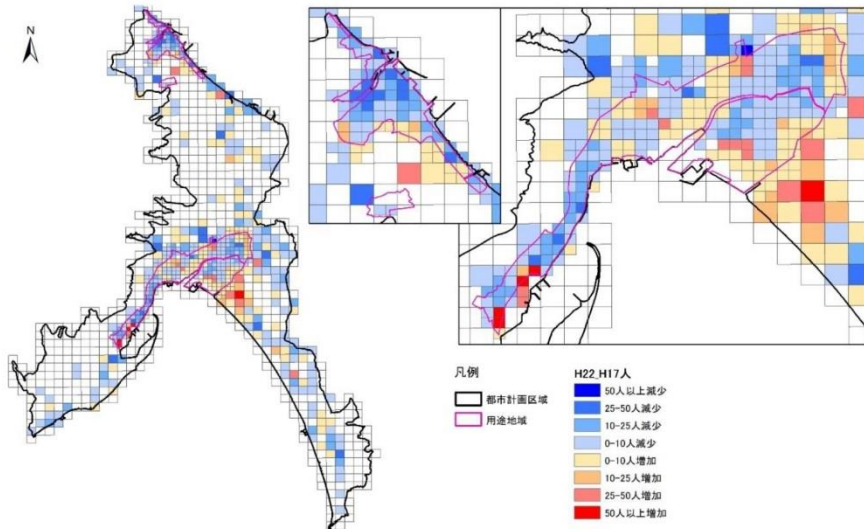 N
凡例
都市計画区域
用途地域
H22_H17人
50人以上減少
25-50人減少
10-25人減少
0-10人減少
0-10人増加
10-25人増加
25-50人増加
50人以上増加